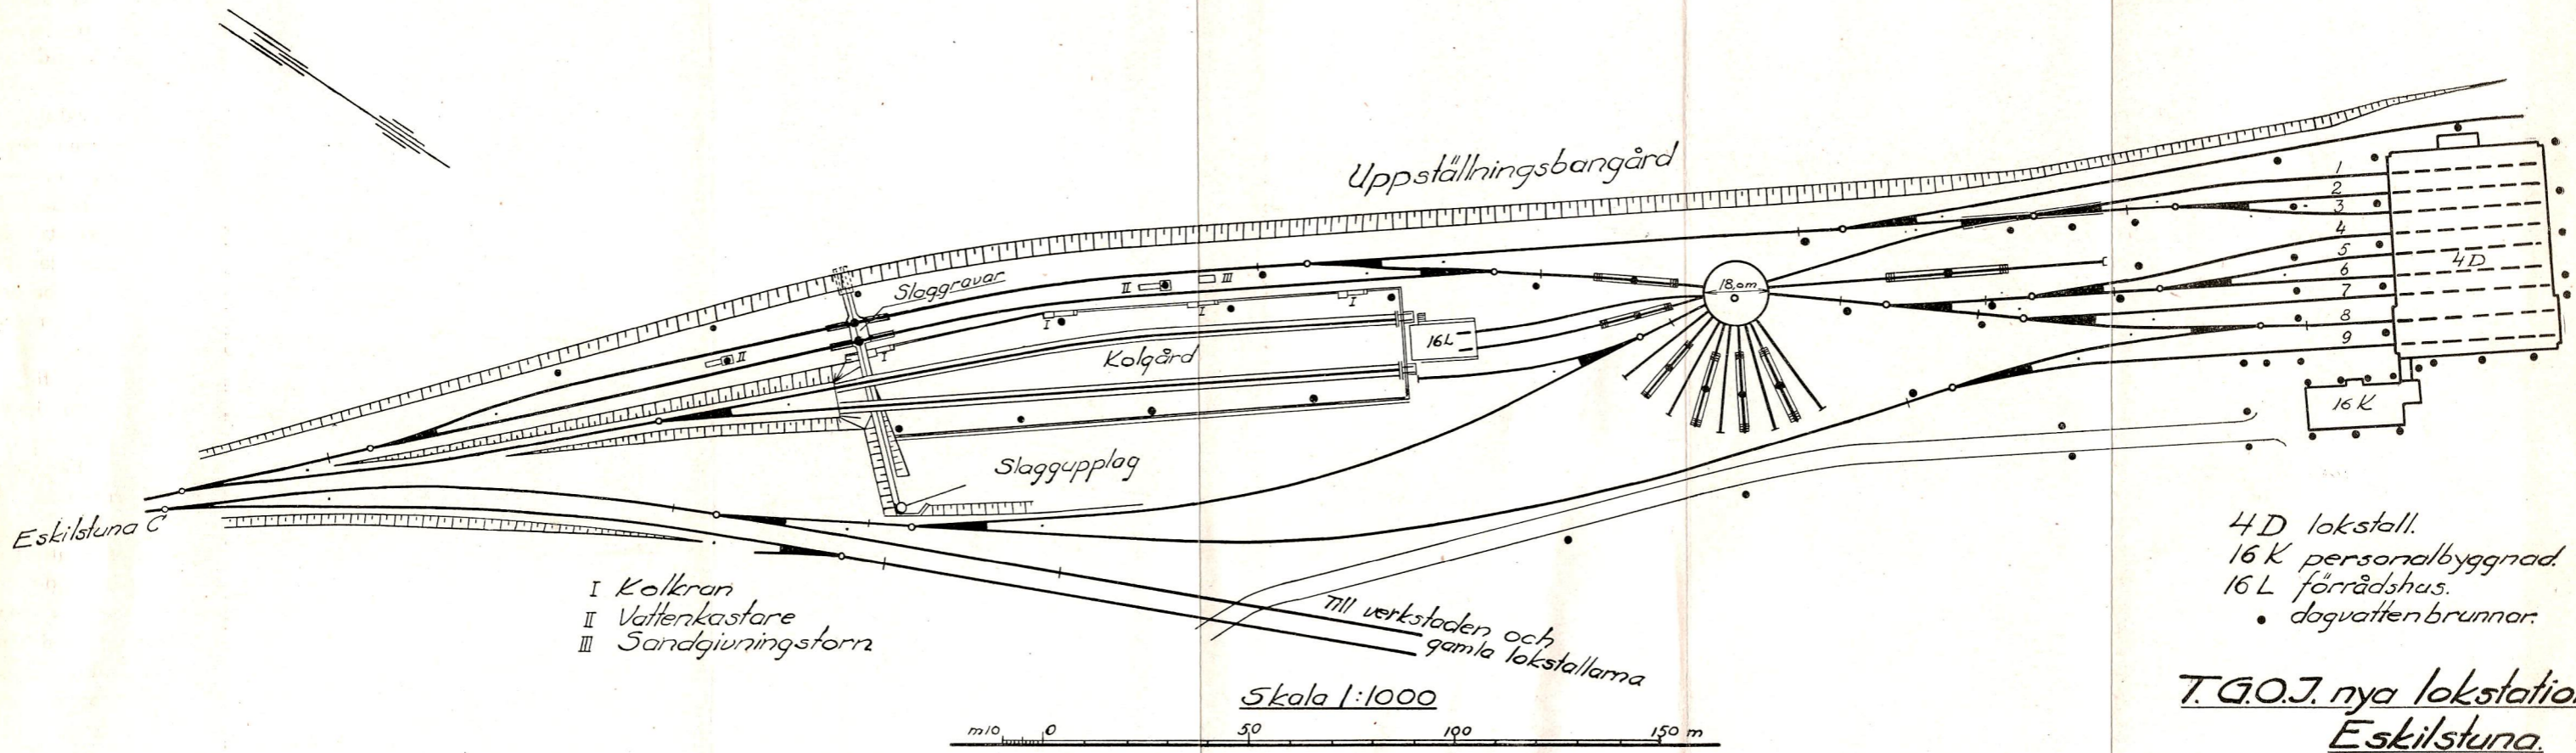 Uppställningsbangård
1
2
3
4
5
6
7
8
9
4D
Slaggravar
II
III
I
I
I
18,0m
II
I
16L
Kolgård
16K
Slaggupplag
Eskilstuna C
I Kolkran
II Vattenkastare
III Sandgivningstorn
Till verkstaden och
gamla lokstallarna
4D lokstall.
16K personalbyggnad.
16L förrådshus.
• dagvattenbrunnar.
Skala 1:1000
m10 0 50 100 150 m
T.G.O.J. nya lokstation
Eskilstuna.